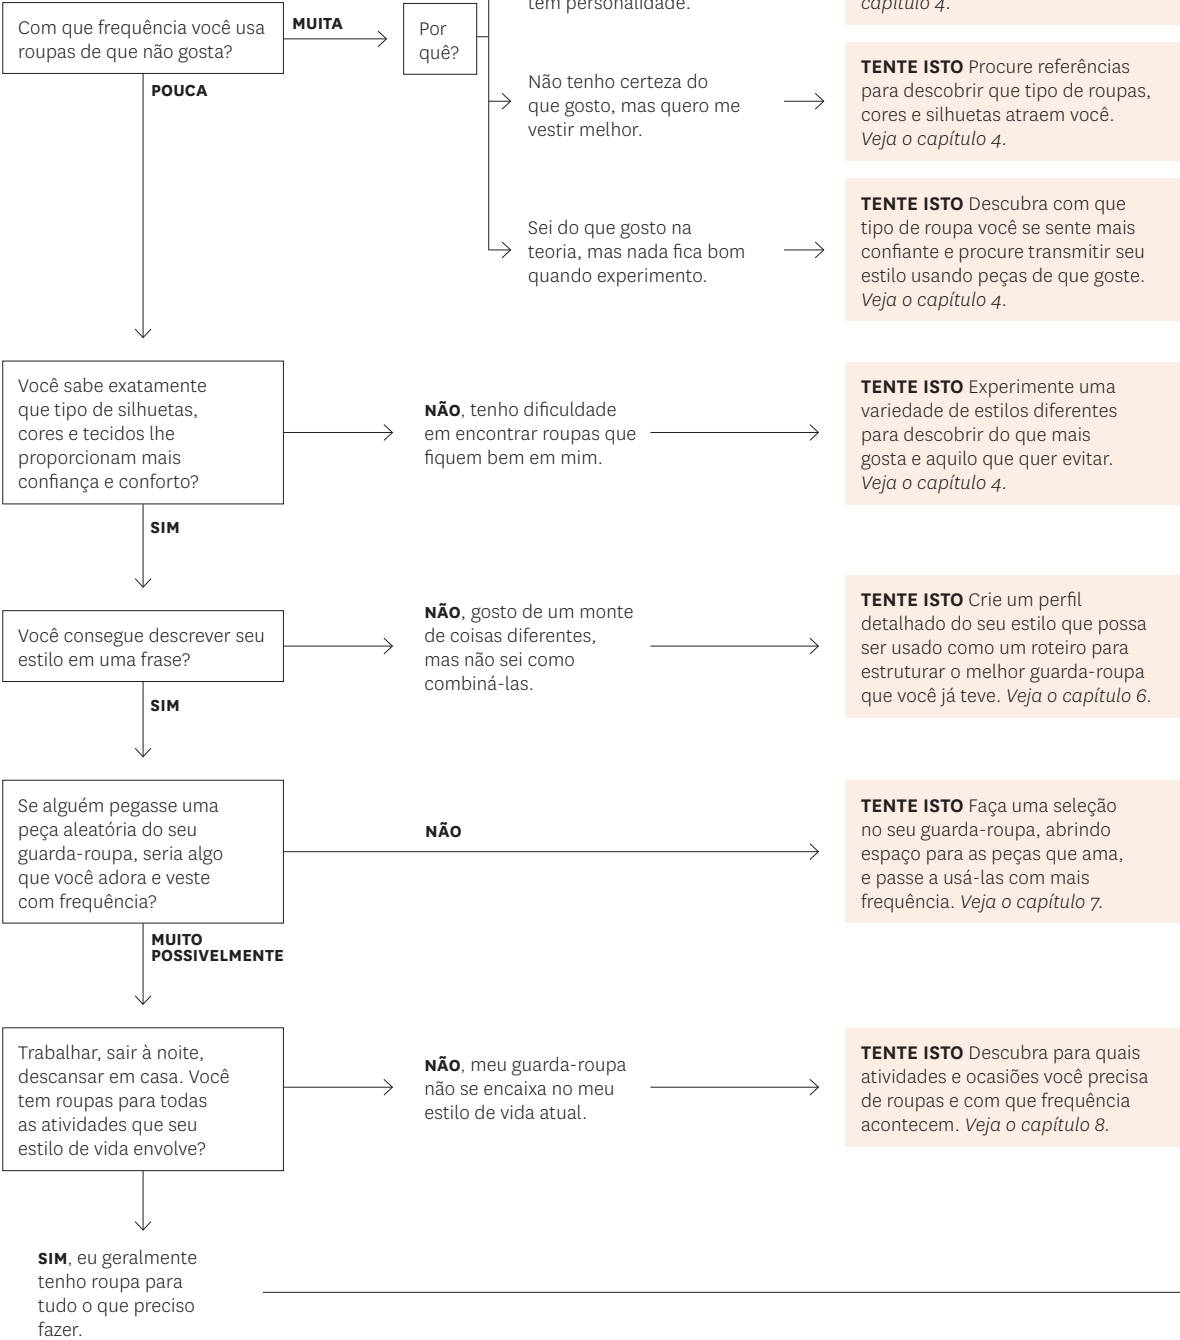 têm personalidade.
capítulo 4.
Com que frequência você usa
roupas de que não gosta?
MUITA
Por
quê?
POUCA
Não tenho certeza do
que gosto, mas quero me
vestir melhor.
TENTE ISTO Procure referências
para descobrir que tipo de roupas,
cores e silhuetas atraem você.
Veja o capítulo 4.
Sei do que gosto na
teoria, mas nada fica bom
quando experimento.
TENTE ISTO Descubra com que
tipo de roupa você se sente mais
confiante e procure transmitir seu
estilo usando peças de que goste.
Veja o capítulo 4.
Você sabe exatamente
que tipo de silhuetas,
cores e tecidos lhe
proporcionam mais
confiança e conforto?
NÃO, tenho dificuldade
em encontrar roupas que
fiquem bem em mim.
TENTE ISTO Experimente uma
variedade de estilos diferentes
para descobrir do que mais
gosta e aquilo que quer evitar.
Veja o capítulo 4.
SIM
Você consegue descrever seu
estilo em uma frase?
NÃO, gosto de um monte
de coisas diferentes,
mas não sei como
combiná-las.
TENTE ISTO Crie um perfil
detalhado do seu estilo que possa
ser usado como um roteiro para
estruturar o melhor guarda-roupa
que você já teve. Veja o capítulo 6.
SIM
Se alguém pegasse uma
peça aleatória do seu
guarda-roupa, seria algo
que você adora e veste
com frequência?
NÃO
TENTE ISTO Faça uma seleção
no seu guarda-roupa, abrindo
espaço para as peças que ama,
e passe a usá-las com mais
frequência. Veja o capítulo 7.
MUITO
POSSIVELMENTE
Trabalhar, sair à noite,
descansar em casa. Você
tem roupas para todas
as atividades que seu
estilo de vida envolve?
NÃO, meu guarda-roupa
não se encaixa no meu
estilo de vida atual.
TENTE ISTO Descubra para quais
atividades e ocasiões você precisa
de roupas e com que frequência
acontecem. Veja o capítulo 8.
SIM, eu geralmente
tenho roupa para
tudo o que preciso
fazer.